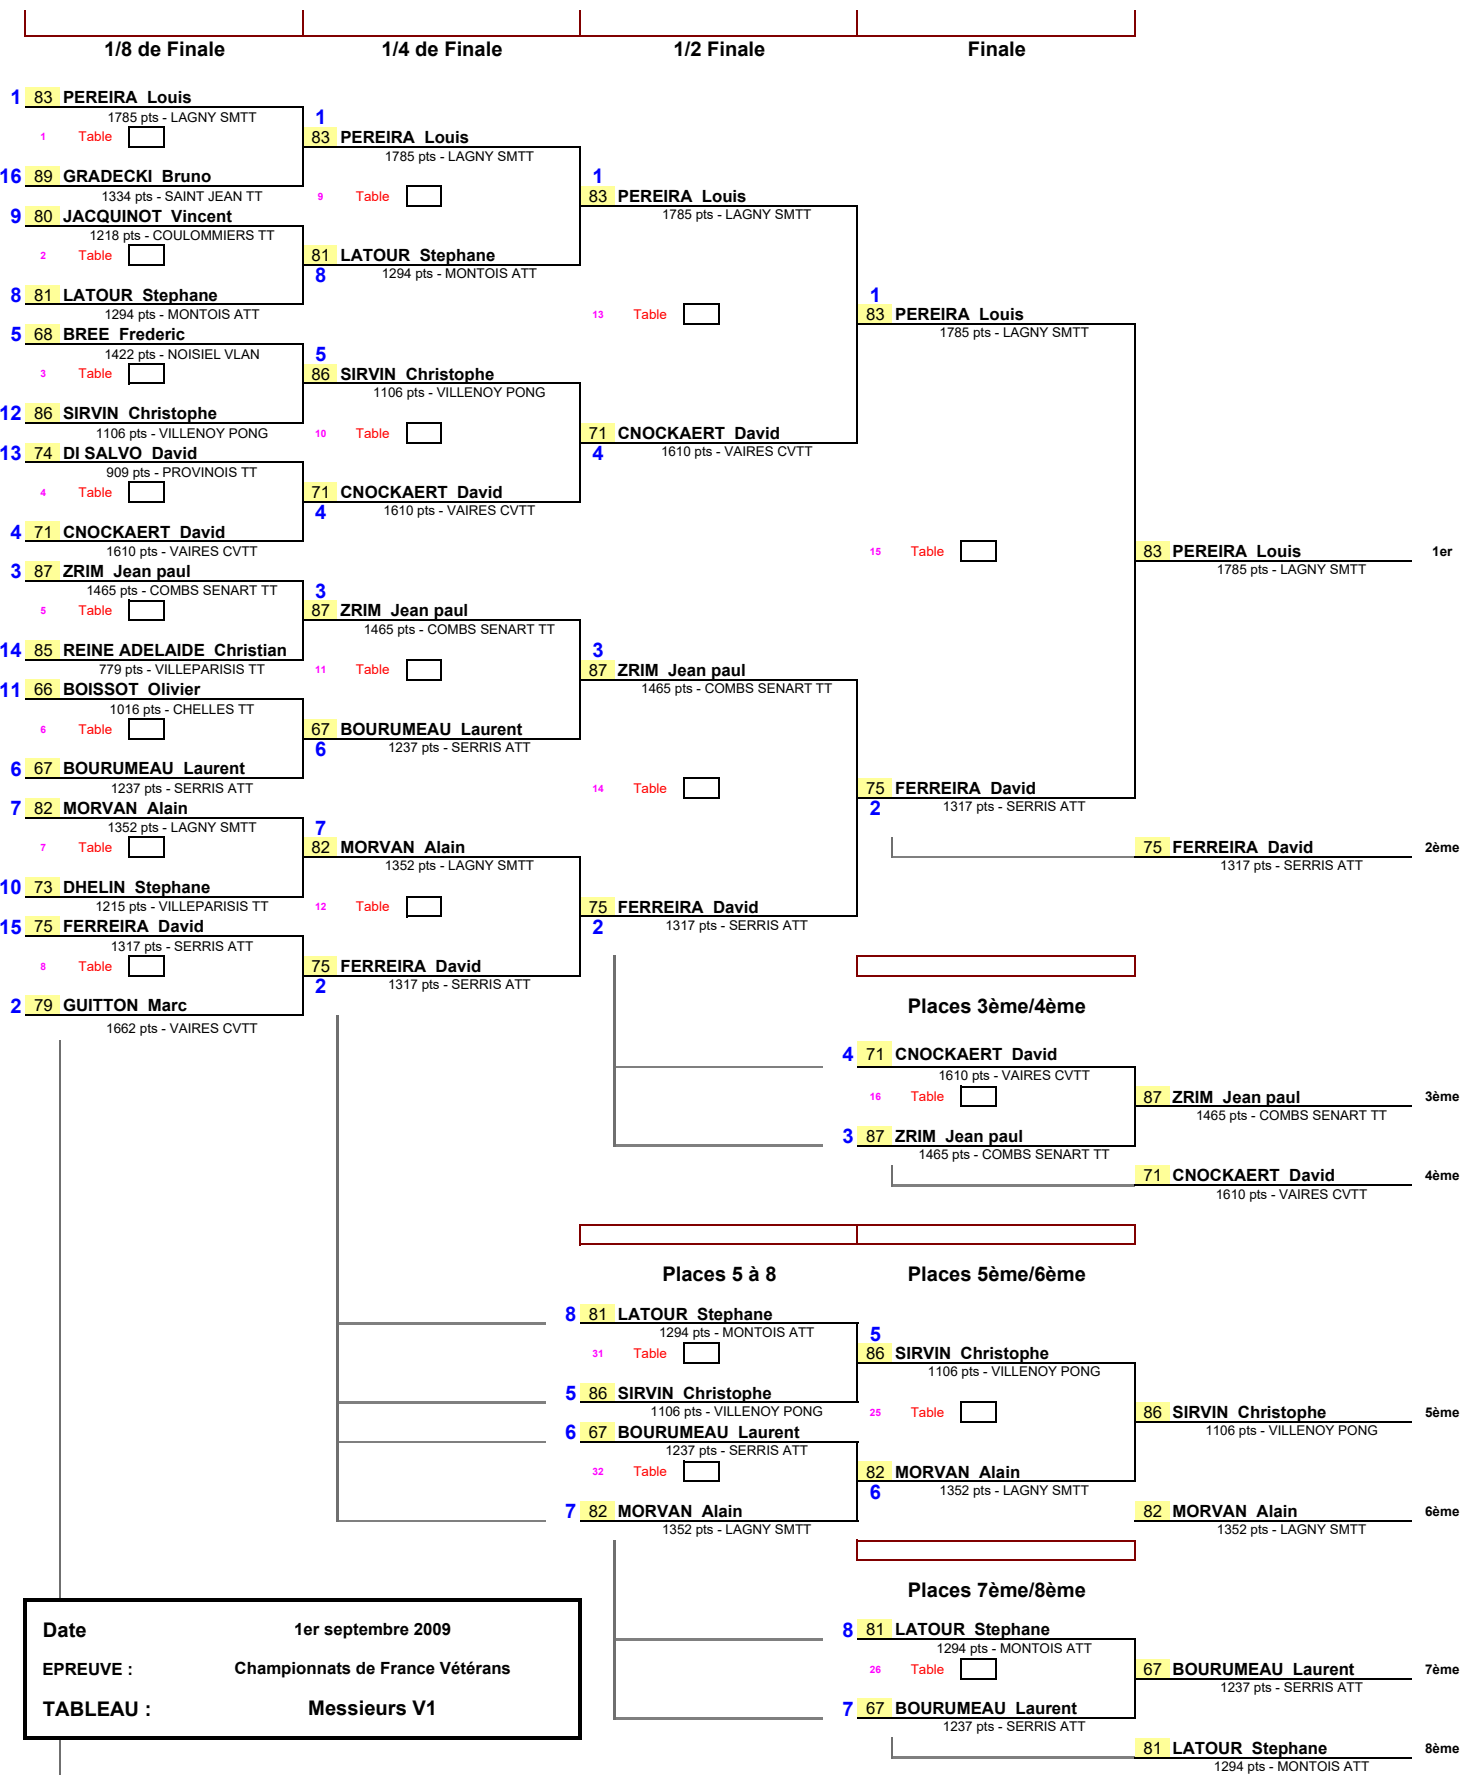 1/8 de Finale
1/4 de Finale
1/2 Finale
Finale
1 83 PEREIRA Louis
1785 pts - LAGNY SMTT
1 Table
16 89 GRADECKI Bruno
1334 pts - SAINT JEAN TT
9 80 JACQUINOT Vincent
1218 pts - COULOMMIERS TT
2 Table
8 81 LATOUR Stephane
1294 pts - MONTOIS ATT
5 68 BREE Frederic
1422 pts - NOISIEL VLAN
3 Table
12 86 SIRVIN Christophe
1106 pts - VILLENOY PONG
13 74 DI SALVO David
909 pts - PROVINOIS TT
4 Table
4 71 CNOCKAERT David
1610 pts - VAIRES CVTT
3 87 ZRIM Jean paul
1465 pts - COMBS SENART TT
5 Table
14 85 REINE ADELAIDE Christian
779 pts - VILLEPARISIS TT
11 66 BOISSOT Olivier
1016 pts - CHELLES TT
6 Table
6 67 BOURUMEAU Laurent
1237 pts - SERRIS ATT
7 82 MORVAN Alain
1352 pts - LAGNY SMTT
7 Table
10 73 DHELIN Stephane
1215 pts - VILLEPARISIS TT
15 75 FERREIRA David
1317 pts - SERRIS ATT
8 Table
2 79 GUITTON Marc
1662 pts - VAIRES CVTT
1
83 PEREIRA Louis
1785 pts - LAGNY SMTT
9 Table
81 LATOUR Stephane
8 1294 pts - MONTOIS ATT
5
86 SIRVIN Christophe
1106 pts - VILLENOY PONG
10 Table
71 CNOCKAERT David
4 1610 pts - VAIRES CVTT
3
87 ZRIM Jean paul
1465 pts - COMBS SENART TT
11 Table
67 BOURUMEAU Laurent
6 1237 pts - SERRIS ATT
7
82 MORVAN Alain
1352 pts - LAGNY SMTT
12 Table
75 FERREIRA David
2 1317 pts - SERRIS ATT
1
83 PEREIRA Louis
1785 pts - LAGNY SMTT
13 Table
71 CNOCKAERT David
4 1610 pts - VAIRES CVTT
3
87 ZRIM Jean paul
1465 pts - COMBS SENART TT
14 Table
75 FERREIRA David
2 1317 pts - SERRIS ATT
1
83 PEREIRA Louis
1785 pts - LAGNY SMTT
15 Table
75 FERREIRA David
2 1317 pts - SERRIS ATT
83 PEREIRA Louis 1er
1785 pts - LAGNY SMTT
75 FERREIRA David 2ème
1317 pts - SERRIS ATT
Places 3ème/4ème
4 71 CNOCKAERT David
1610 pts - VAIRES CVTT
16 Table
3 87 ZRIM Jean paul
1465 pts - COMBS SENART TT
87 ZRIM Jean paul 3ème
1465 pts - COMBS SENART TT
71 CNOCKAERT David 4ème
1610 pts - VAIRES CVTT
Places 5 à 8
Places 5ème/6ème
8 81 LATOUR Stephane
1294 pts - MONTOIS ATT
31 Table
5 86 SIRVIN Christophe
1106 pts - VILLENOY PONG
6 67 BOURUMEAU Laurent
1237 pts - SERRIS ATT
32 Table
7 82 MORVAN Alain
1352 pts - LAGNY SMTT
5
86 SIRVIN Christophe
1106 pts - VILLENOY PONG
25 Table
82 MORVAN Alain
6 1352 pts - LAGNY SMTT
86 SIRVIN Christophe 5ème
1106 pts - VILLENOY PONG
82 MORVAN Alain 6ème
1352 pts - LAGNY SMTT
Places 7ème/8ème
8 81 LATOUR Stephane
1294 pts - MONTOIS ATT
26 Table
7 67 BOURUMEAU Laurent
1237 pts - SERRIS ATT
67 BOURUMEAU Laurent 7ème
1237 pts - SERRIS ATT
81 LATOUR Stephane 8ème
1294 pts - MONTOIS ATT
Date 1er septembre 2009
EPREUVE : Championnats de France Vétérans
TABLEAU : Messieurs V1